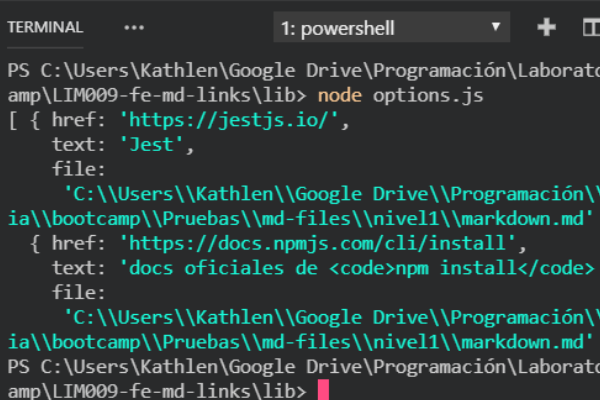 TERMINAL ••• 1: powershell
PS C:\Users\Kathlen\Google Drive\Programación\Laborato
amp\LIM009-fe-md-links\lib> node options.js
[ { href: 'https://jestjs.io/',
text: 'Jest',
file:
'C:\\Users\\Kathlen\\Google Drive\\Programación\\
ia\\bootcamp\\Pruebas\\md-files\\nivel1\\markdown.md'
{ href: 'https://docs.npmjs.com/cli/install',
text: 'docs oficiales de <code>npm install</code>
file:
'C:\\Users\\Kathlen\\Google Drive\\Programación\\
ia\\bootcamp\\Pruebas\\md-files\\nivel1\\markdown.md'
PS C:\Users\Kathlen\Google Drive\Programación\Laborato
amp\LIM009-fe-md-links\lib>